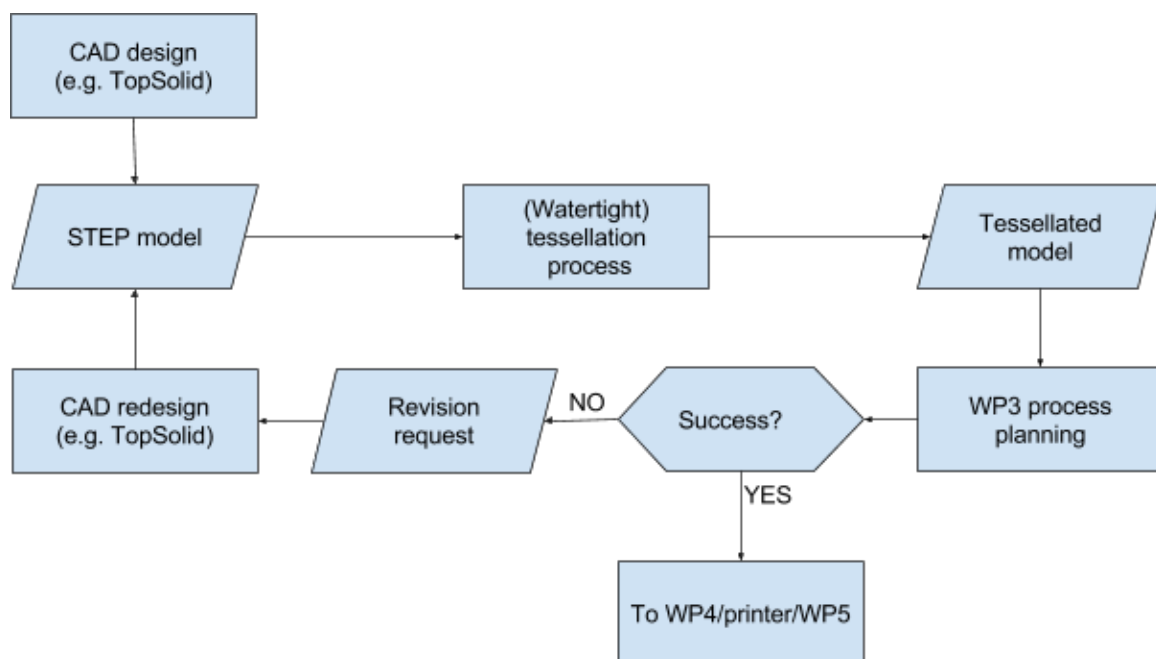 CAD design
(e.g. TopSolid)
STEP model
(Watertight)
tessellation
process
Tessellated
model
CAD redesign
(e.g. TopSolid)
Revision
request
NO
Success?
WP3 process
planning
YES
To WP4/printer/WP5